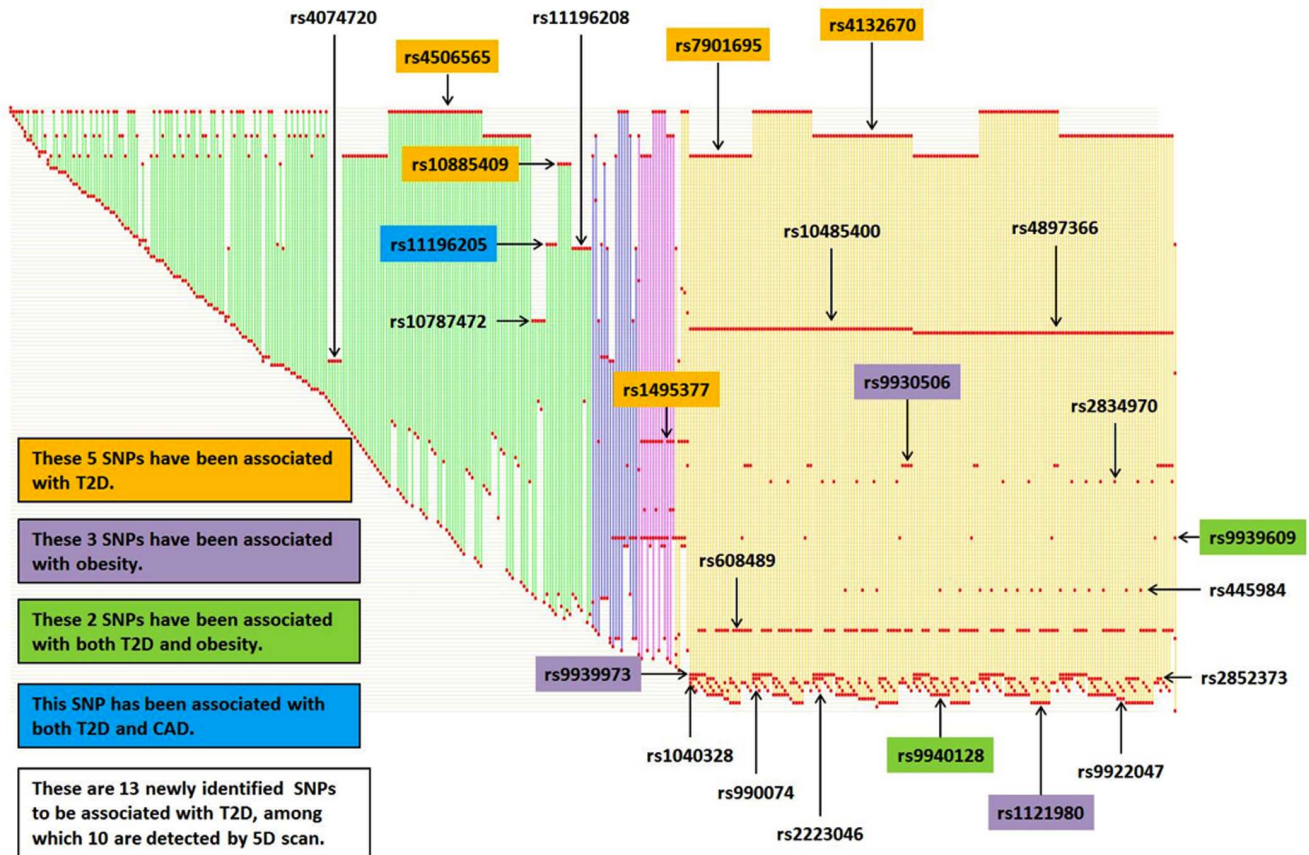 rs4074720
rs11196208
rs4506565
rs7901695
rs4132670
rs10885409
rs11196205
rs10485400
rs4897366
rs10787472
rs1495377
rs9930506
rs2834970
These 5 SNPs have been associated
with T2D.
These 3 SNPs have been associated
with obesity.
rs9939609
rs608489
rs445984
These 2 SNPs have been associated
with both T2D and obesity.
rs9939973
rs2852373
This SNP has been associated with
both T2D and CAD.
rs1040328
rs990074
rs2223046
rs9940128
rs1121980
rs9922047
These are 13 newly identified SNPs
to be associated with T2D, among
which 10 are detected by 5D scan.